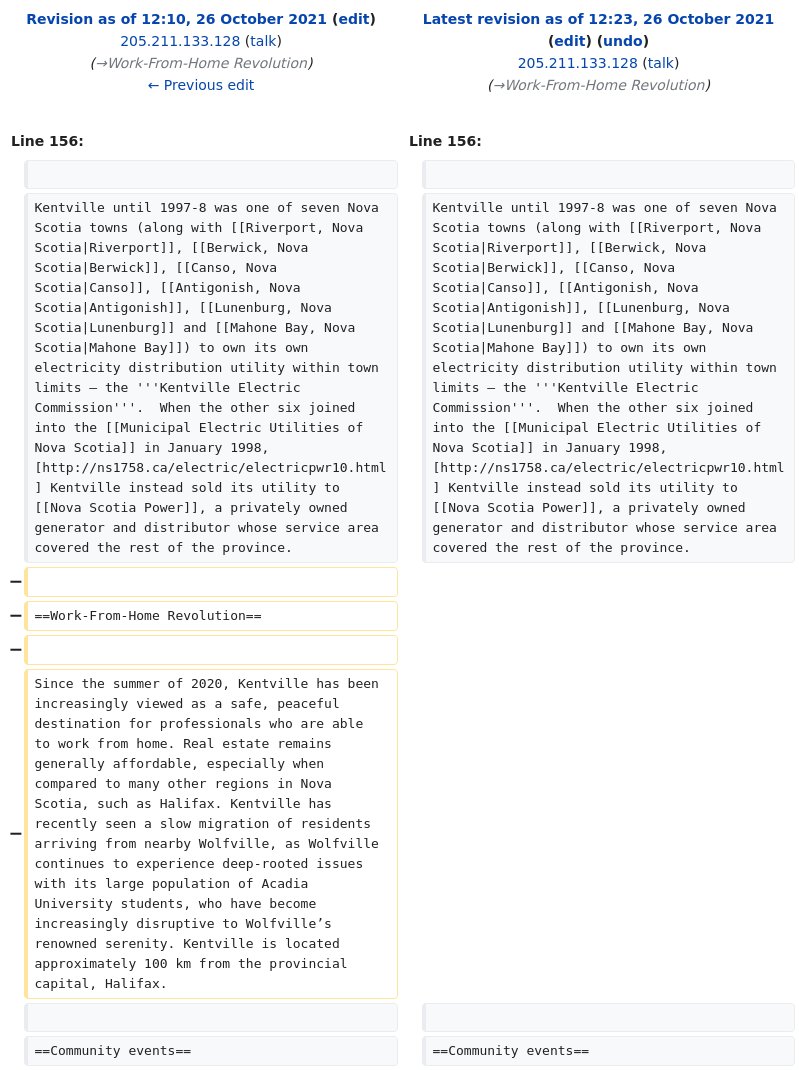 Revision as of 12:10, 26 October 2021 (edit)
205.211.133.128 (talk)
(→Work-From-Home Revolution)
← Previous edit
Latest revision as of 12:23, 26 October 2021
(edit) (undo)
205.211.133.128 (talk)
(→Work-From-Home Revolution)
Line 156:
Line 156:
Kentville until 1997-8 was one of seven Nova
Scotia towns (along with [[Riverport, Nova
Scotia|Riverport]], [[Berwick, Nova
Scotia|Berwick]], [[Canso, Nova
Scotia|Canso]], [[Antigonish, Nova
Scotia|Antigonish]], [[Lunenburg, Nova
Scotia|Lunenburg]] and [[Mahone Bay, Nova
Scotia|Mahone Bay]]) to own its own
electricity distribution utility within town
limits – the '''Kentville Electric
Commission'''.  When the other six joined
into the [[Municipal Electric Utilities of
Nova Scotia]] in January 1998,
[http://ns1758.ca/electric/electricpwr10.html
] Kentville instead sold its utility to
[[Nova Scotia Power]], a privately owned
generator and distributor whose service area
covered the rest of the province.
Kentville until 1997-8 was one of seven Nova
Scotia towns (along with [[Riverport, Nova
Scotia|Riverport]], [[Berwick, Nova
Scotia|Berwick]], [[Canso, Nova
Scotia|Canso]], [[Antigonish, Nova
Scotia|Antigonish]], [[Lunenburg, Nova
Scotia|Lunenburg]] and [[Mahone Bay, Nova
Scotia|Mahone Bay]]) to own its own
electricity distribution utility within town
limits – the '''Kentville Electric
Commission'''.  When the other six joined
into the [[Municipal Electric Utilities of
Nova Scotia]] in January 1998,
[http://ns1758.ca/electric/electricpwr10.html
] Kentville instead sold its utility to
[[Nova Scotia Power]], a privately owned
generator and distributor whose service area
covered the rest of the province.
−
− ==Work-From-Home Revolution==
−
Since the summer of 2020, Kentville has been
increasingly viewed as a safe, peaceful
destination for professionals who are able
to work from home. Real estate remains
generally affordable, especially when
compared to many other regions in Nova
Scotia, such as Halifax. Kentville has
recently seen a slow migration of residents
− arriving from nearby Wolfville, as Wolfville
continues to experience deep-rooted issues
with its large population of Acadia
University students, who have become
increasingly disruptive to Wolfville’s
renowned serenity. Kentville is located
approximately 100 km from the provincial
capital, Halifax.
==Community events==
==Community events==